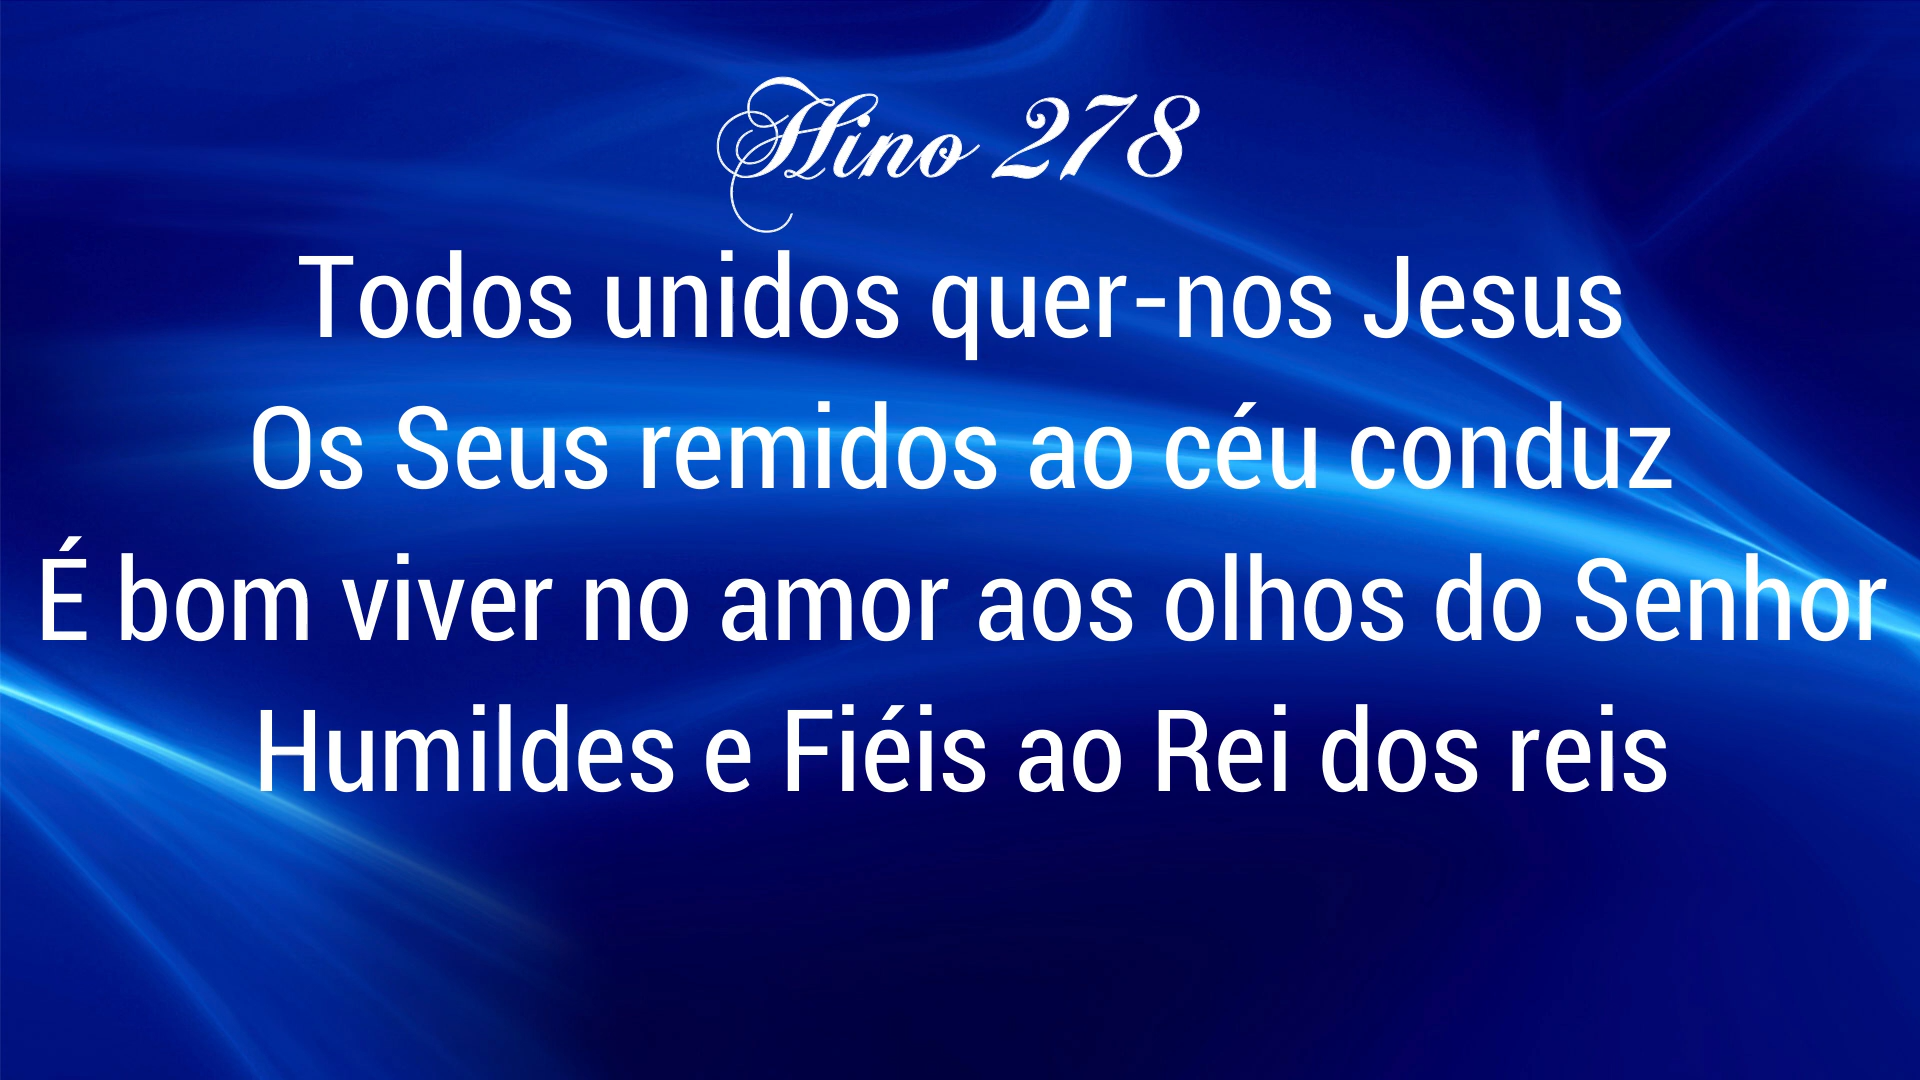 Hino 278
Todos unidos quer-nos Jesus
Os Seus remidos ao céu conduz
É bom viver no amor aos olhos do Senhor
Humildes e Fiéis ao Rei dos reis